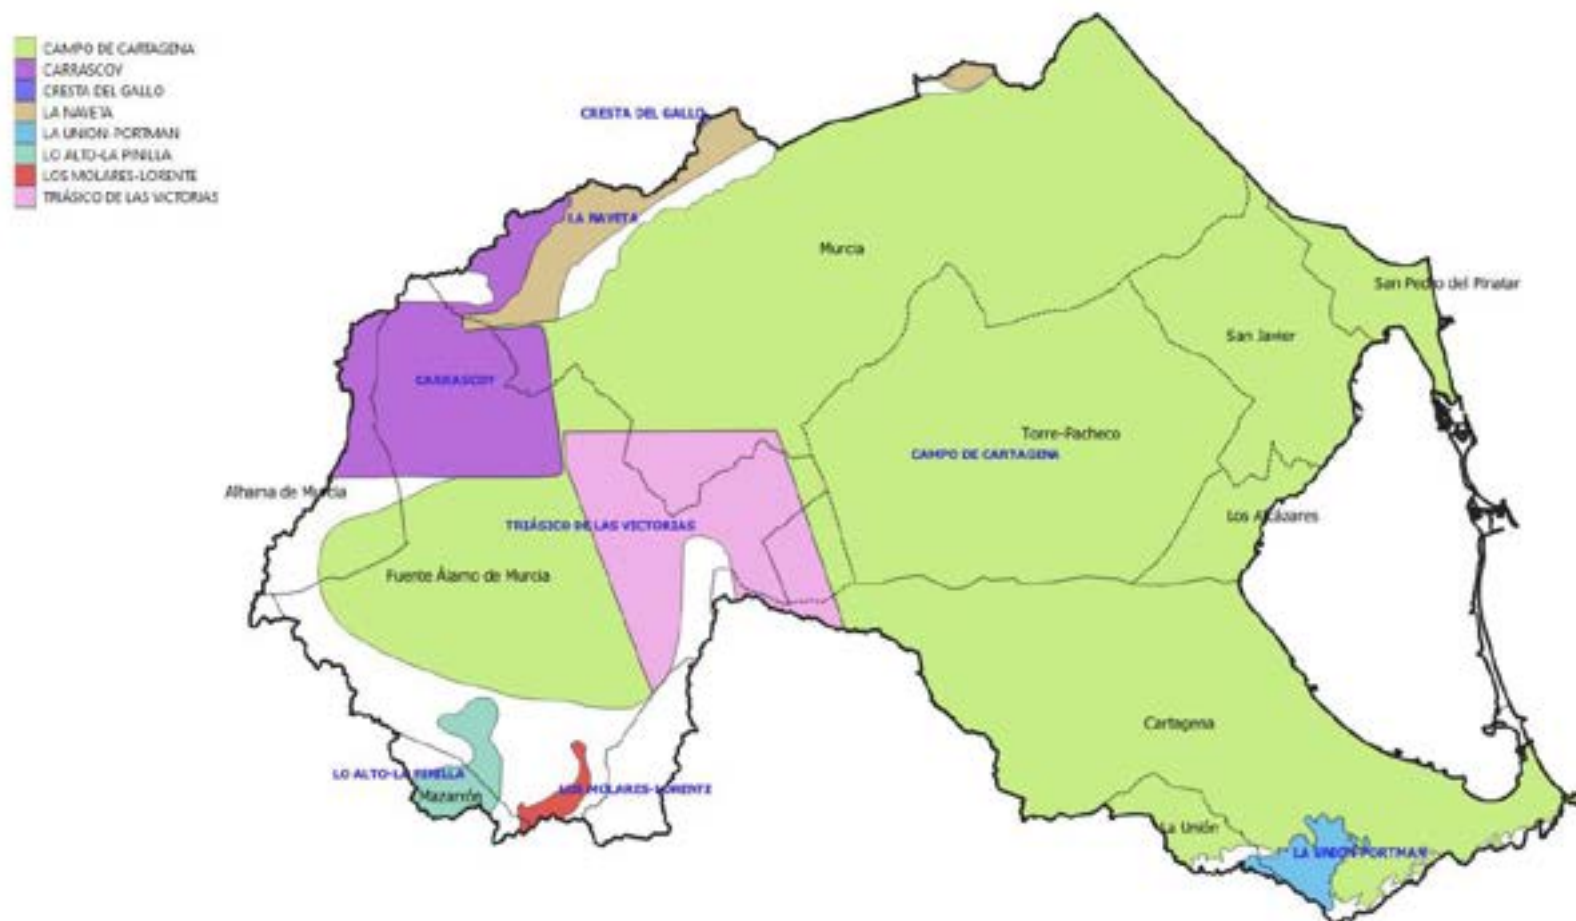 CAMPO DE CARTAGENA
CARRASCOY
CRESTA DEL GALLO
LA NAVETA
LA UNION-PORTMAN
LO ALTO-LA PINILLA
LOS MOLARES-LORENTE
TRIÁSICO DE LAS VICTORIAS
CRESTA DEL GALLO
LA NAVETA
Murcia
San Pedro del Pinatar
San Javier
CARRASCOY
Torre-Pacheco
CAMPO DE CARTAGENA
Alhama de Murcia
Los Alcázares
TRIÁSICO DE LAS VICTORIAS
Fuente Álamo de Murcia
Cartagena
LO ALTO-LA PINILLA
LOS MOLARES-LORENTE
Mazarrón
La Unión
LA UNION-PORTMAN